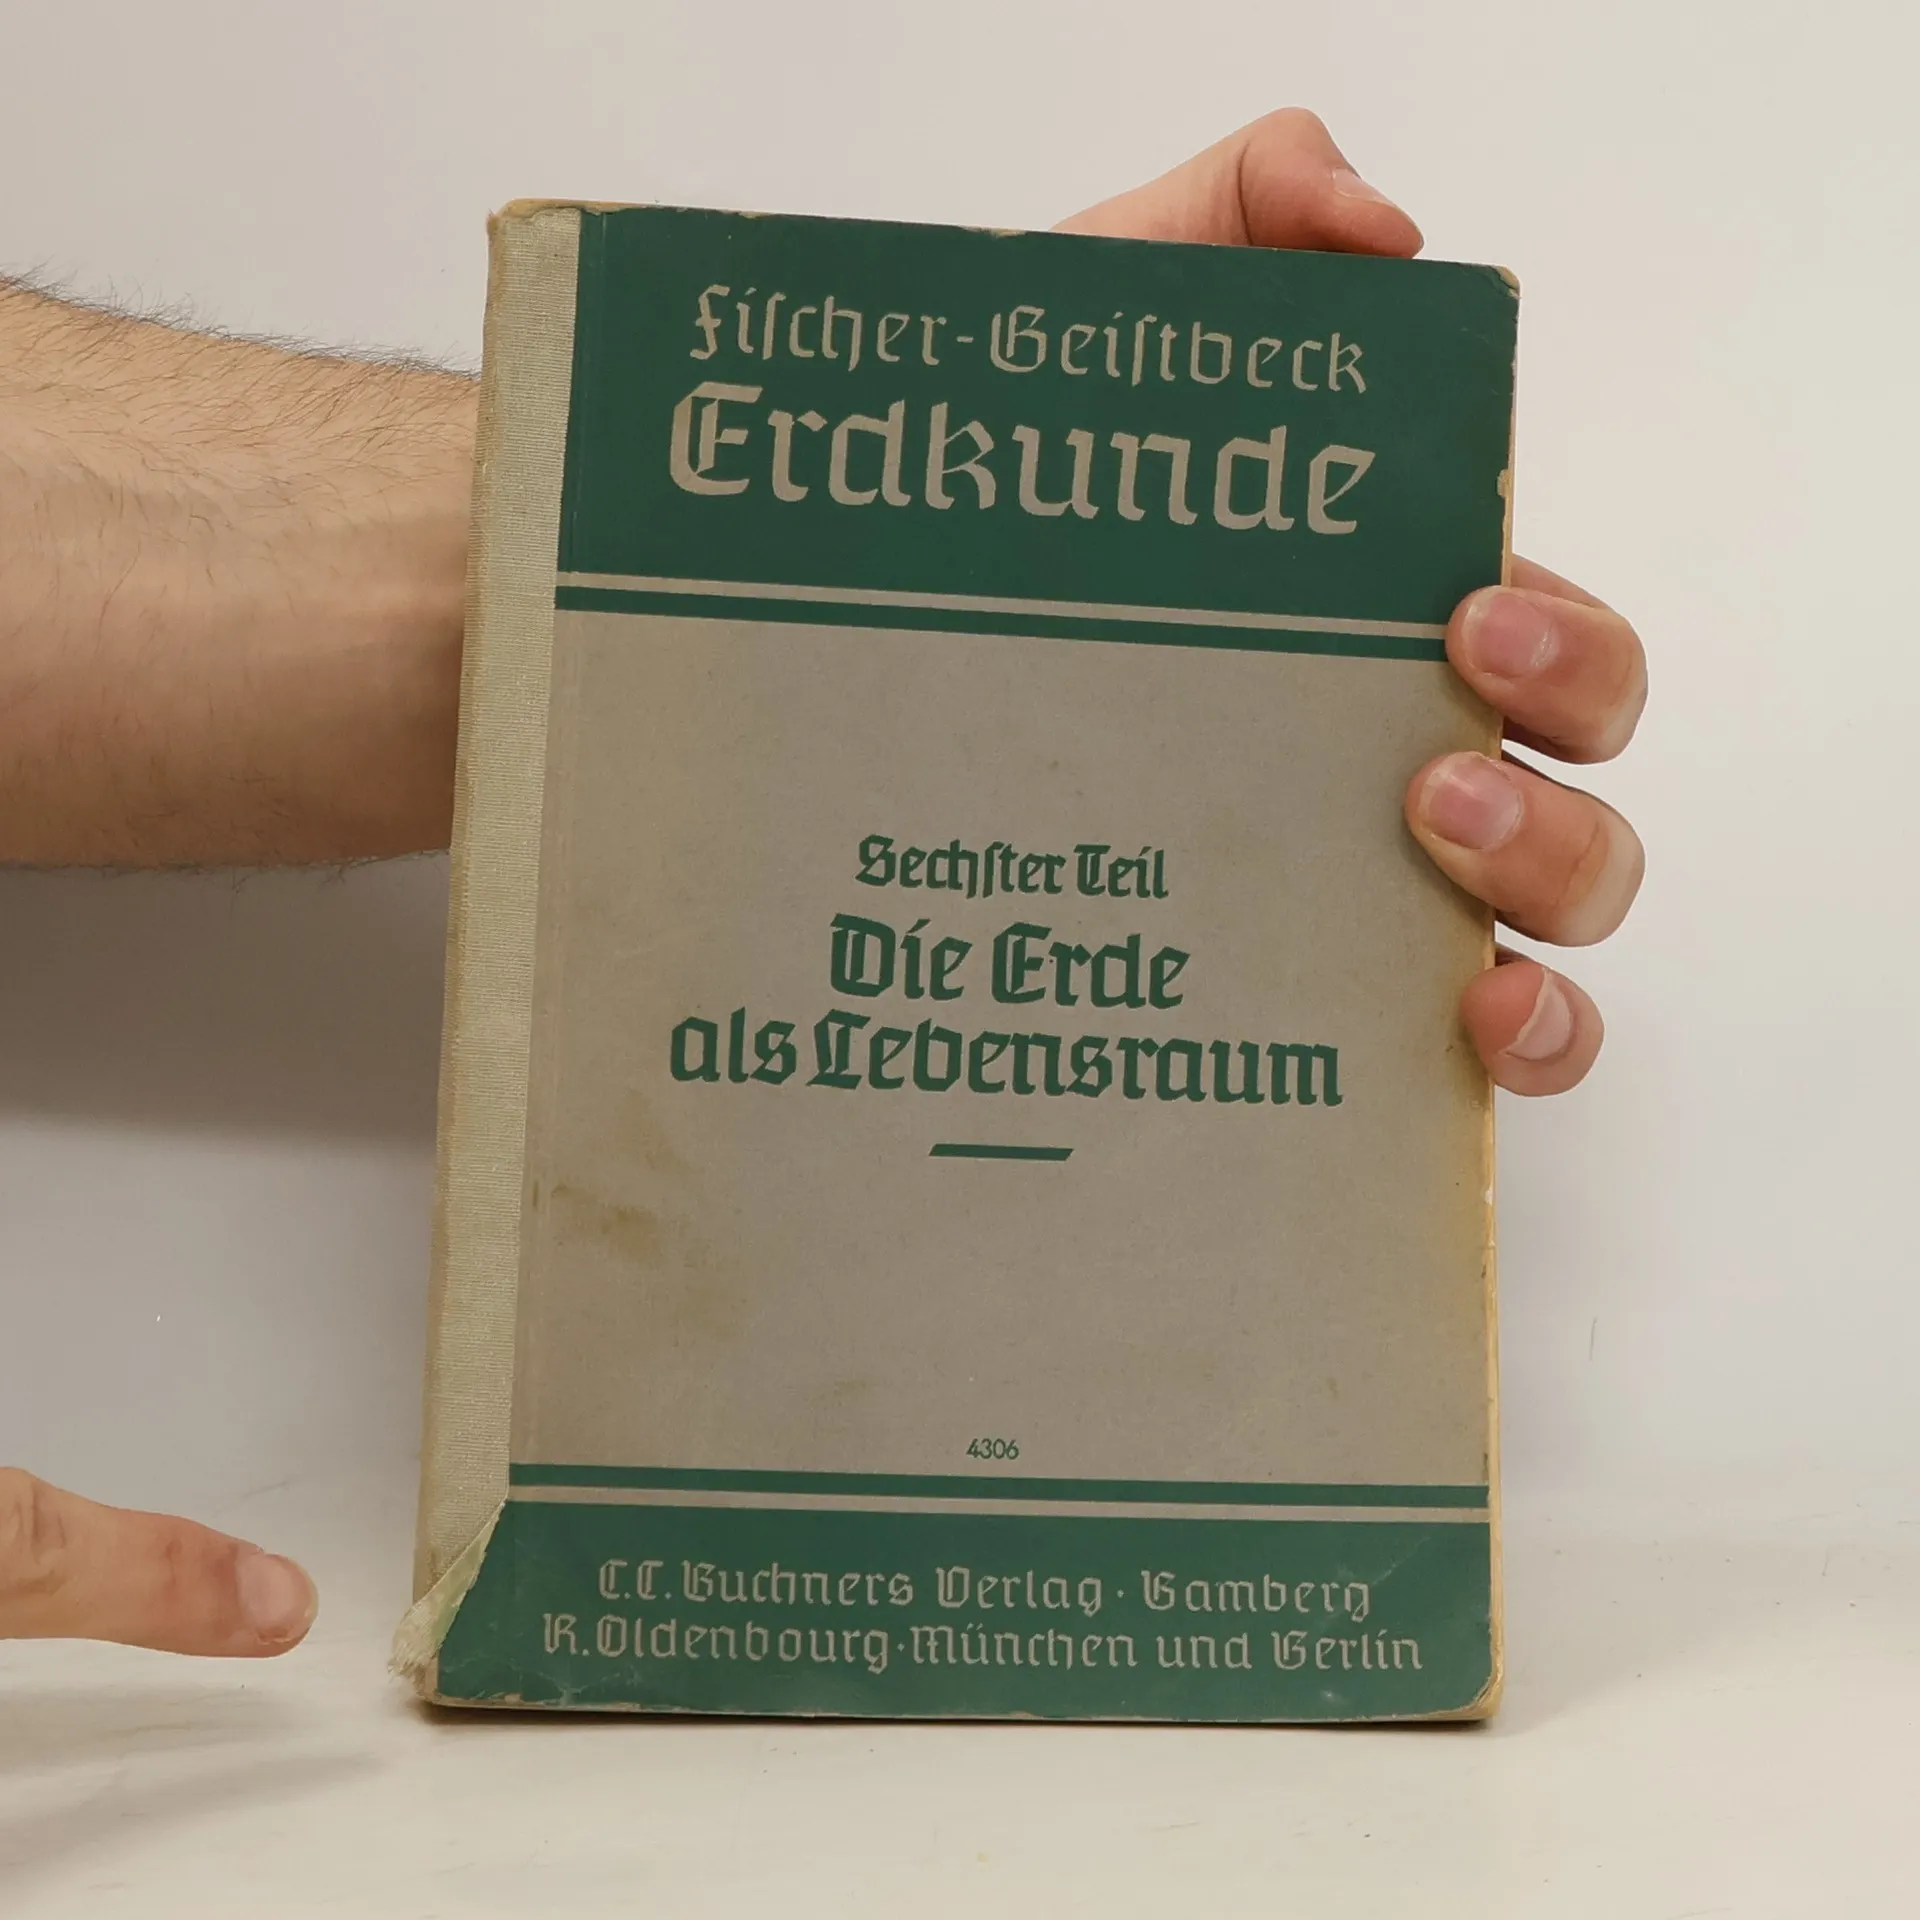 Fiſcher-Geiſtbeck
Erdkunde
Sechſter Teil
Die Erde
als Lebensraum
4306
C.C. Buchners Verlag · Bamberg
R. Oldenbourg · München und Berlin